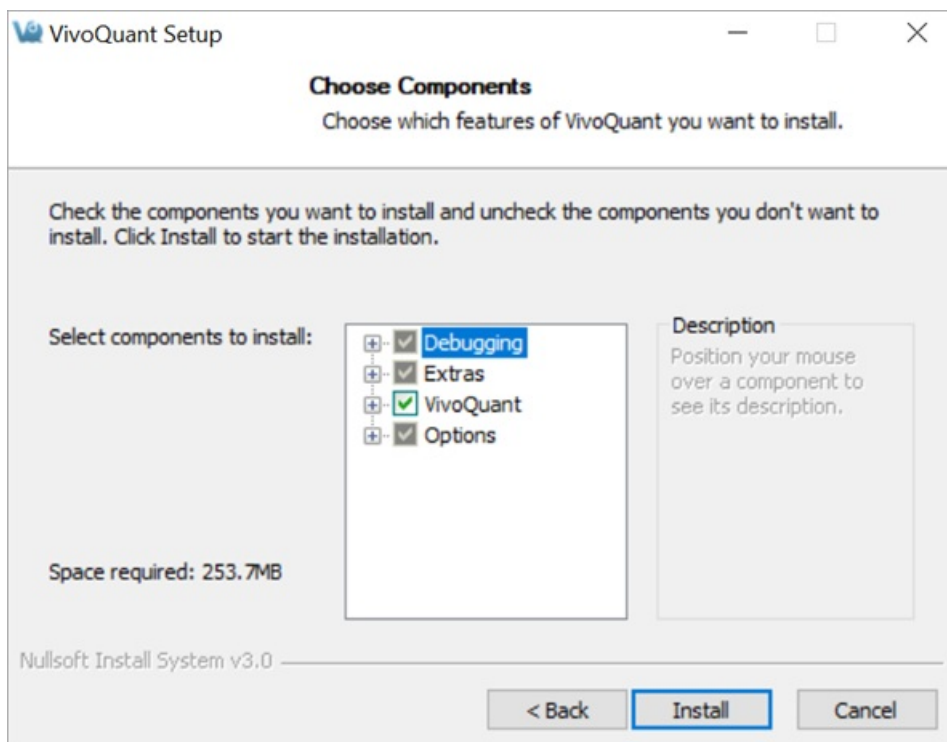 VivoQuant Setup
Choose Components
Choose which features of VivoQuant you want to install.
Check the components you want to install and uncheck the components you don't want to
install. Click Install to start the installation.
Select components to install:
Debugging
Extras
VivoQuant
Options
Description
Position your mouse
over a component to
see its description.
Space required: 253.7MB
Nullsoft Install System v3.0
< Back
Install
Cancel